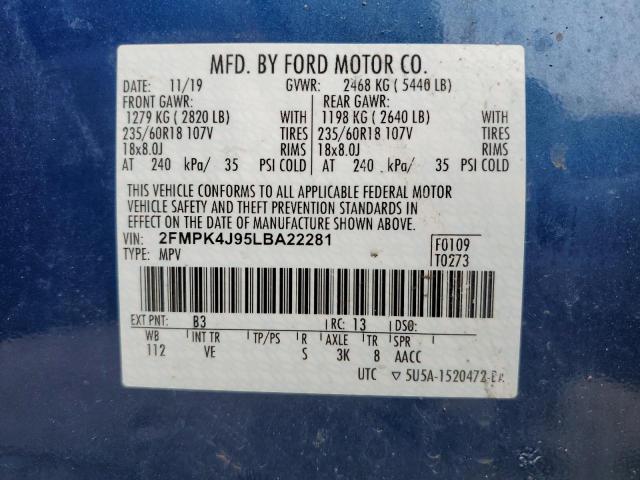 MFD. BY FORD MOTOR CO.
DATE: 11/19 GVWR: 2468 KG ( 5440 LB)
FRONT GAWR: REAR GAWR:
1279 KG ( 2820 LB) WITH 1198 KG ( 2640 LB) WITH
235/60R18 107V TIRES 235/60R18 107V TIRES
18x8.0J RIMS 18x8.0J RIMS
AT 240 kPa/ 35 PSI COLD AT 240 kPa/ 35 PSI COLD
THIS VEHICLE CONFORMS TO ALL APPLICABLE FEDERAL MOTOR
VEHICLE SAFETY AND THEFT PREVENTION STANDARDS IN
EFFECT ON THE DATE OF MANUFACTURE SHOWN ABOVE.
VIN: 2FMPK4J95LBA22281 F0109
TYPE: MPV T0273
EXT PNT: B3 RC: 13 DSO:
WB INT TR TP/PS R AXLE TR SPR
112 VE S 3K 8 AACC
UTC ▽ 5U5A-1520472-